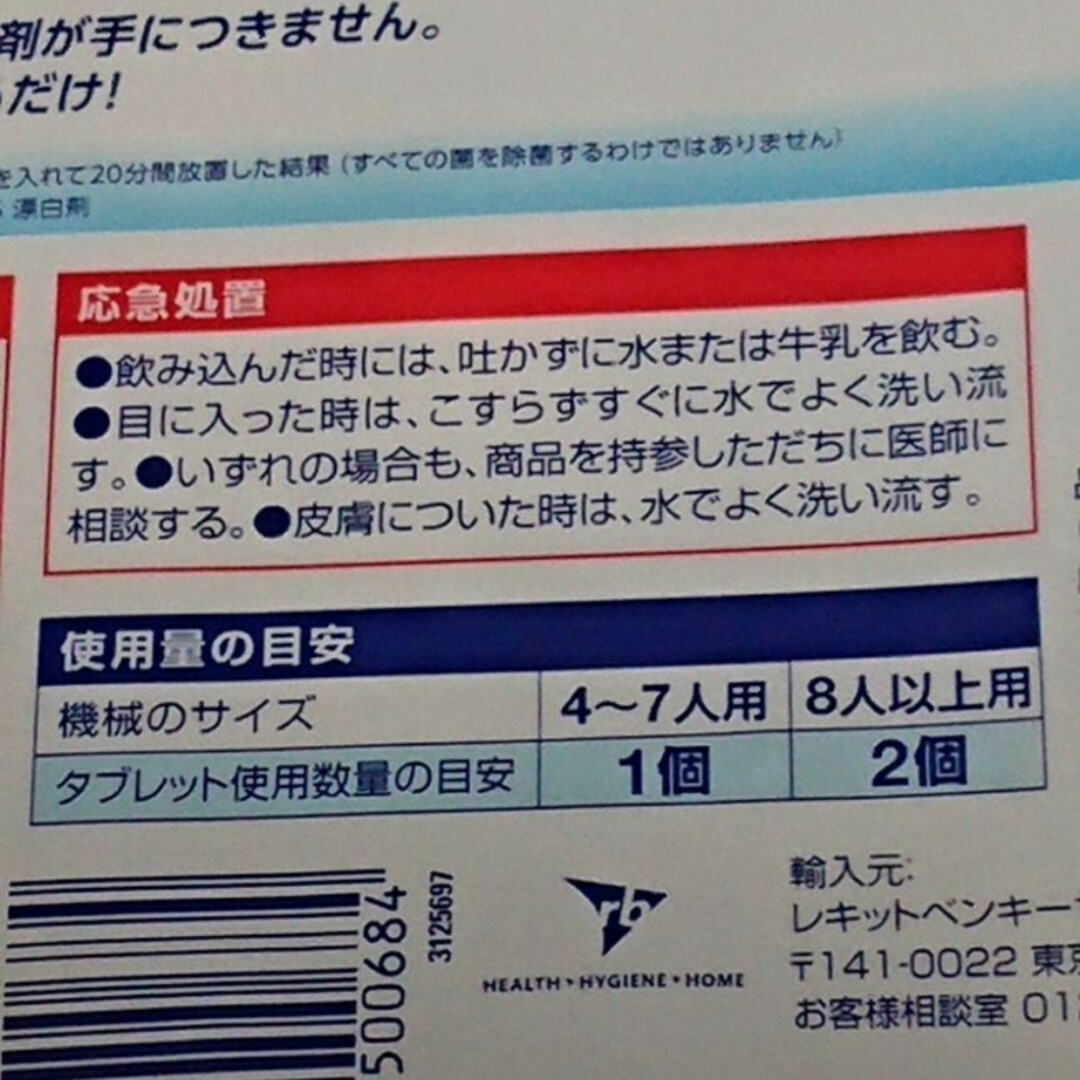 剤が手につきません。
だけ!
を入れて20分間放置した結果 (すべての菌を除菌するわけではありません)
漂白剤
応急処置
●飲み込んだ時には、吐かずに水または牛乳を飲む。
●目に入った時は、こすらずすぐに水でよく洗い流
す。●いずれの場合も、商品を持参しただちに医師に
相談する。●皮膚についた時は、水でよく洗い流す。
使用量の目安
機械のサイズ 4〜7人用 8人以上用
タブレット使用数量の目安 1個 2個
500684
3125697
rb
HEALTH • HYGIENE • HOME
輸入元:
レキットベンキー
〒141-0022 東京
お客様相談室 01